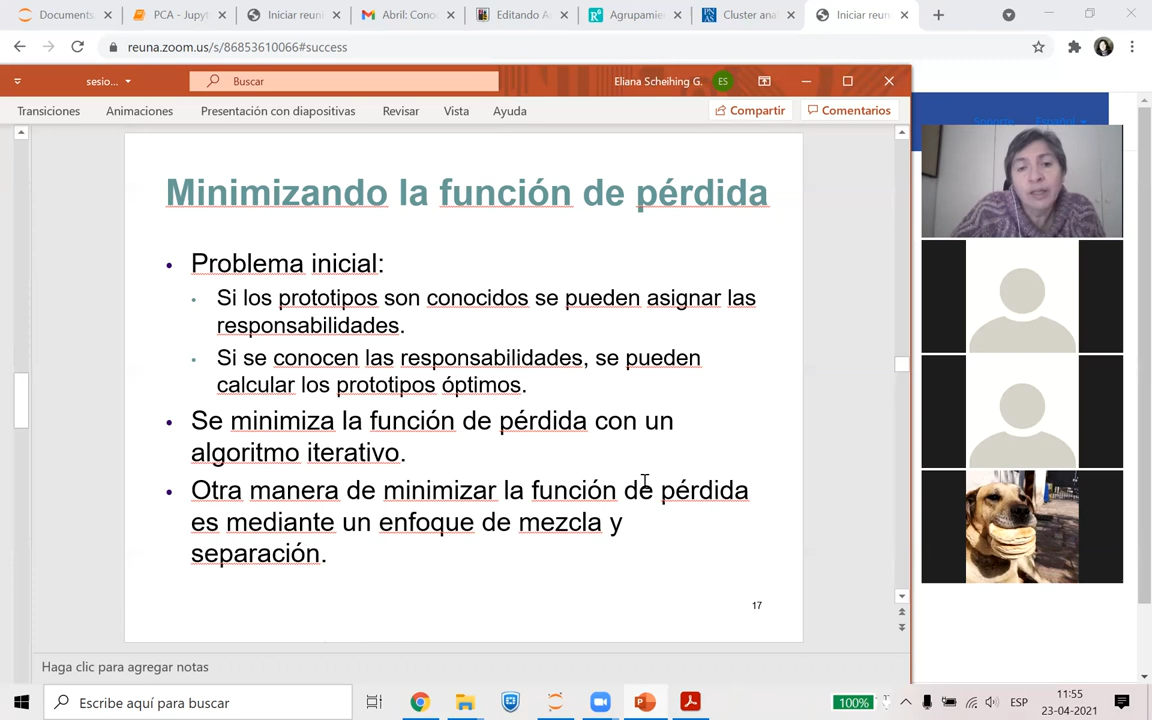 Documents
PCA - Jupyt
Iniciar reuni
Abril: Cono
Editando A
Agrupamie
Cluster ana
Iniciar reun
reuna.zoom.us/s/86853610066#success
sesio...
Buscar
Eliana Scheihing G.
ES
Transiciones
Animaciones
Presentación con diapositivas
Revisar
Vista
Ayuda
Compartir
Comentarios
Soporte
Español
Minimizando la función de pérdida
Problema inicial:
Si los prototipos son conocidos se pueden asignar las
responsabilidades.
Si se conocen las responsabilidades, se pueden
calcular los prototipos óptimos.
Se minimiza la función de pérdida con un
algoritmo iterativo.
Otra manera de minimizar la función de pérdida
es mediante un enfoque de mezcla y
separación.
17
Haga clic para agregar notas
Escribe aquí para buscar
100%
ESP
11:55
23-04-2021